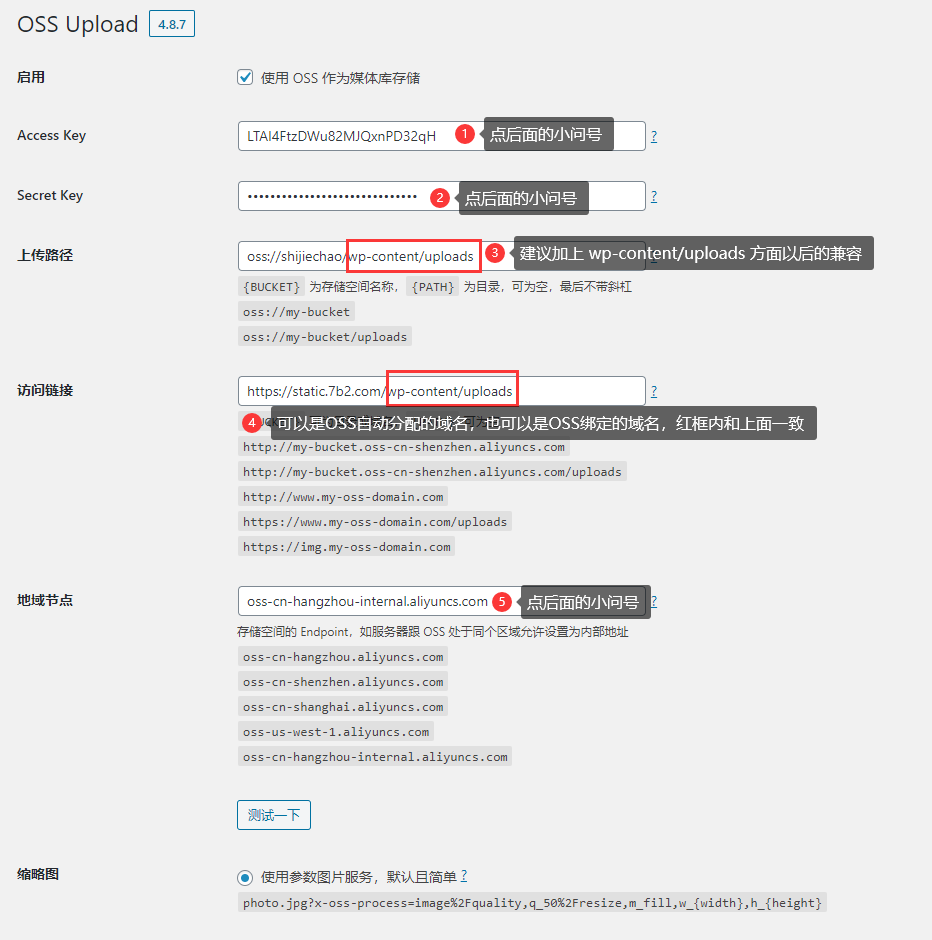 OSS Upload 4.8.7
启用 使用 OSS 作为媒体库存储
Access Key LTAI4FtzDWu82MJQxnPD32qH 1 点后面的小问号 ?
Secret Key ••••••••••••••••••••••••••••• 2 点后面的小问号 ?
上传路径 oss://shijiechao/wp-content/uploads 3 建议加上 wp-content/uploads 方面以后的兼容
{BUCKET} 为存储空间名称, {PATH} 为目录，可为空，最后不带斜杠
oss://my-bucket
oss://my-bucket/uploads
访问链接 https://static.7b2.com/wp-content/uploads ?
4 可以是OSS自动分配的域名，也可以是OSS绑定的域名，红框内和上面一致
http://my-bucket.oss-cn-shenzhen.aliyuncs.com
http://my-bucket.oss-cn-shenzhen.aliyuncs.com/uploads
http://www.my-oss-domain.com
https://www.my-oss-domain.com/uploads
https://img.my-oss-domain.com
地域节点 oss-cn-hangzhou-internal.aliyuncs.com 5 点后面的小问号 ?
存储空间的 Endpoint，如服务器跟 OSS 处于同个区域允许设置为内部地址
oss-cn-hangzhou.aliyuncs.com
oss-cn-shenzhen.aliyuncs.com
oss-cn-shanghai.aliyuncs.com
oss-us-west-1.aliyuncs.com
oss-cn-hangzhou-internal.aliyuncs.com
测试一下
缩略图 使用参数图片服务，默认且简单 ?
photo.jpg?x-oss-process=image%2Fquality,q_50%2Fresize,m_fill,w_{width},h_{height}